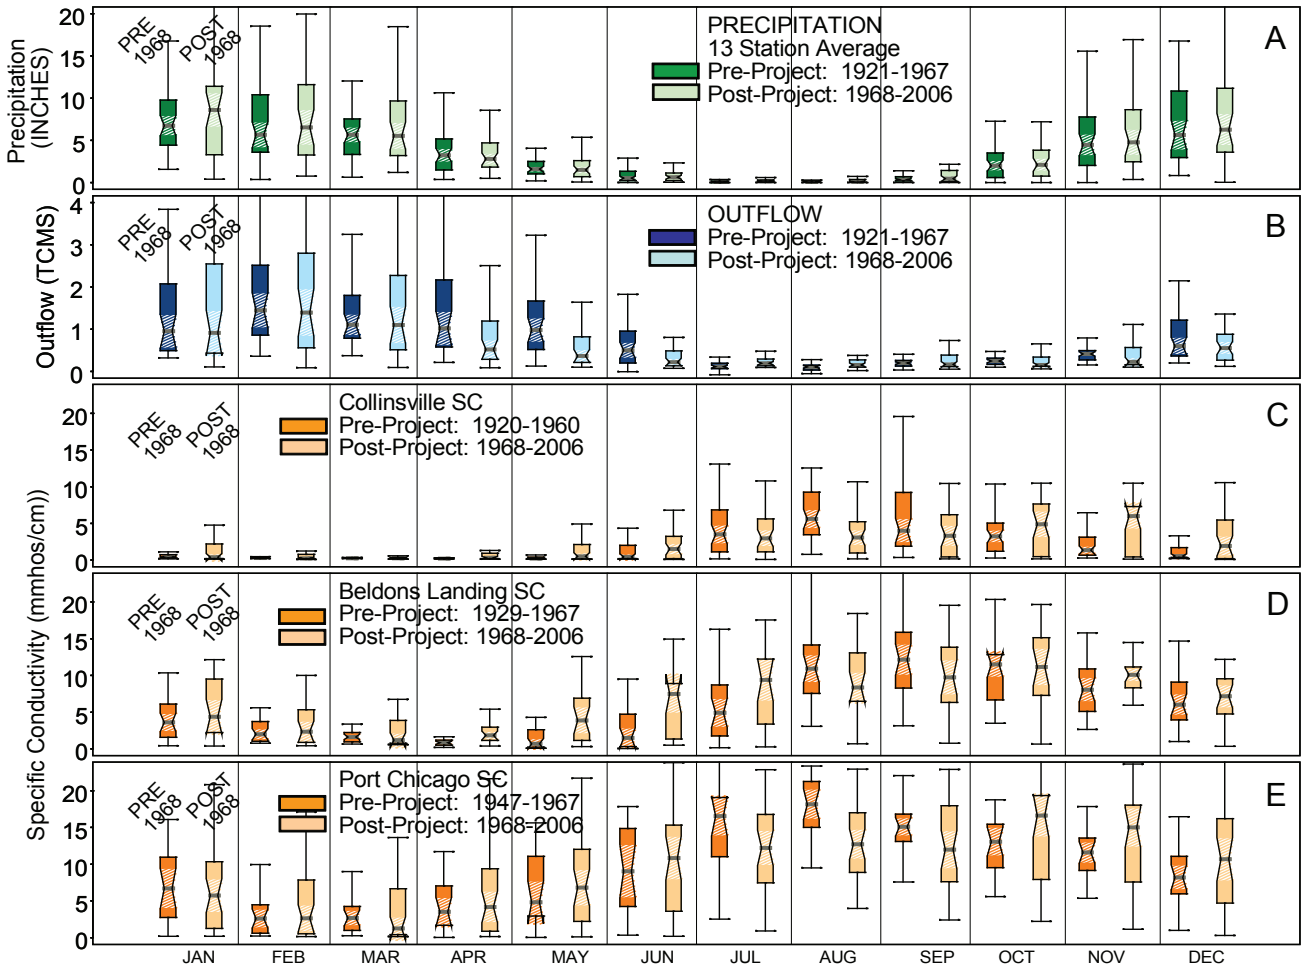 Precipitation
(INCHES)
20
15
10
5
0
PRE
1968
POST
1968
PRECIPITATION
13 Station Average
Pre-Project: 1921-1967
Post-Project: 1968-2006
A
Outflow (TCMS)
4
3
2
1
0
PRE
1968
POST
1968
OUTFLOW
Pre-Project: 1921-1967
Post-Project: 1968-2006
B
Specific Conductivity (mmhos/cm))
20
15
10
5
0
PRE
1968
POST
1968
Collinsville SC
Pre-Project: 1920-1960
Post-Project: 1968-2006
C
20
15
10
5
0
PRE
1968
POST
1968
Beldons Landing SC
Pre-Project: 1929-1967
Post-Project: 1968-2006
D
20
15
10
5
0
PRE
1968
POST
1968
Port Chicago SC
Pre-Project: 1947-1967
Post-Project: 1968-2006
E
JAN FEB MAR APR MAY JUN JUL AUG SEP OCT NOV DEC